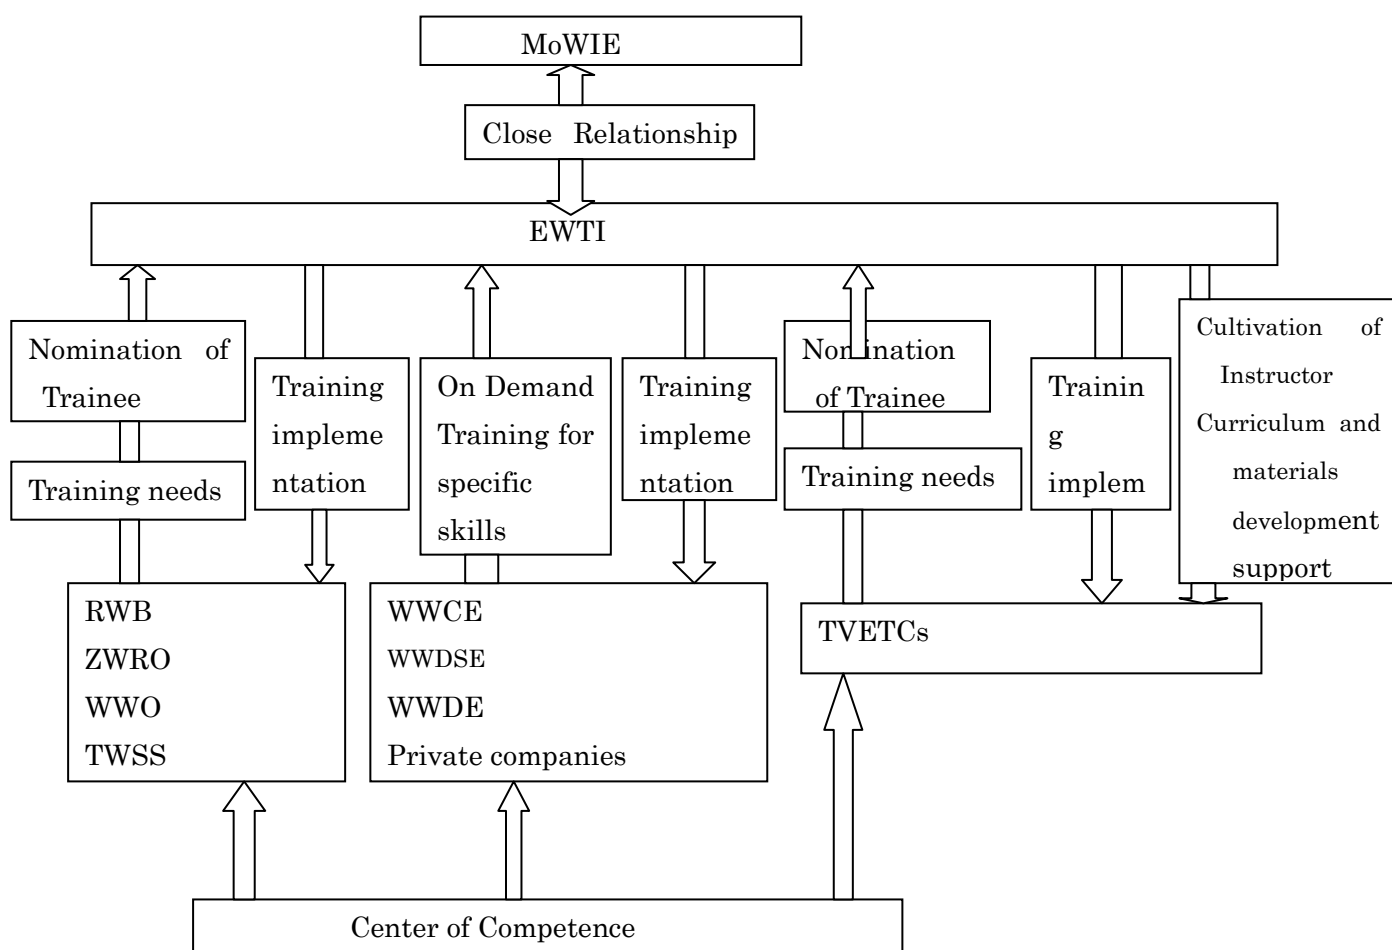 MoWIE
Close Relationship
EWTI
Nomination of
Trainee
Training needs
Training
impleme
ntation
On Demand
Training for
specific
skills
Training
impleme
ntation
Nomination
of Trainee
Training needs
Trainin
g
implem
Cultivation of
Instructor
Curriculum and
materials
development
support
RWB
ZWRO
WWO
TWSS
WWCE
WWDSE
WWDE
Private companies
TVETCs
Center of Competence